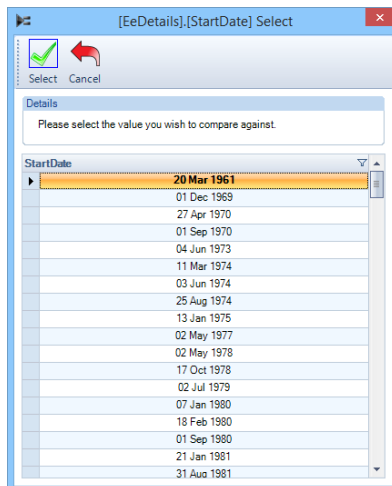 [EeDetails].[StartDate] Select
Select Cancel
Details
Please select the value you wish to compare against.
StartDate
20 Mar 1961
01 Dec 1969
27 Apr 1970
01 Sep 1970
04 Jun 1973
11 Mar 1974
03 Jun 1974
25 Aug 1974
13 Jan 1975
02 May 1977
02 May 1978
17 Oct 1978
02 Jul 1979
07 Jan 1980
18 Feb 1980
01 Sep 1980
21 Jan 1981
31 Aug 1981